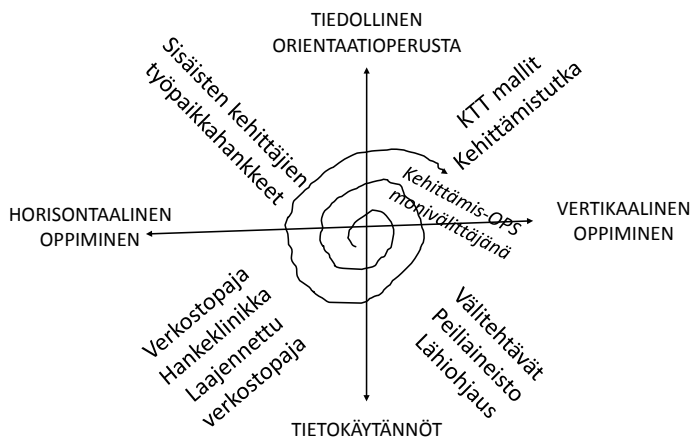 TIEDOLLINEN
ORIENTAATIOPERUSTA
Sisäisten kehittäjien
työpaikkahankkeet
KTT mallit
Kehittämistutka
Kehittämis-OPS
monivälittäjänä
HORISONTAALINEN
OPPIMINEN
VERTIKAALINEN
OPPIMINEN
Verkostopaja
Hankeklinikka
Laajennettu
verkostopaja
Välitehtävät
Peiliaineisto
Lähiohjaus
TIETOKÄYTÄNNÖT